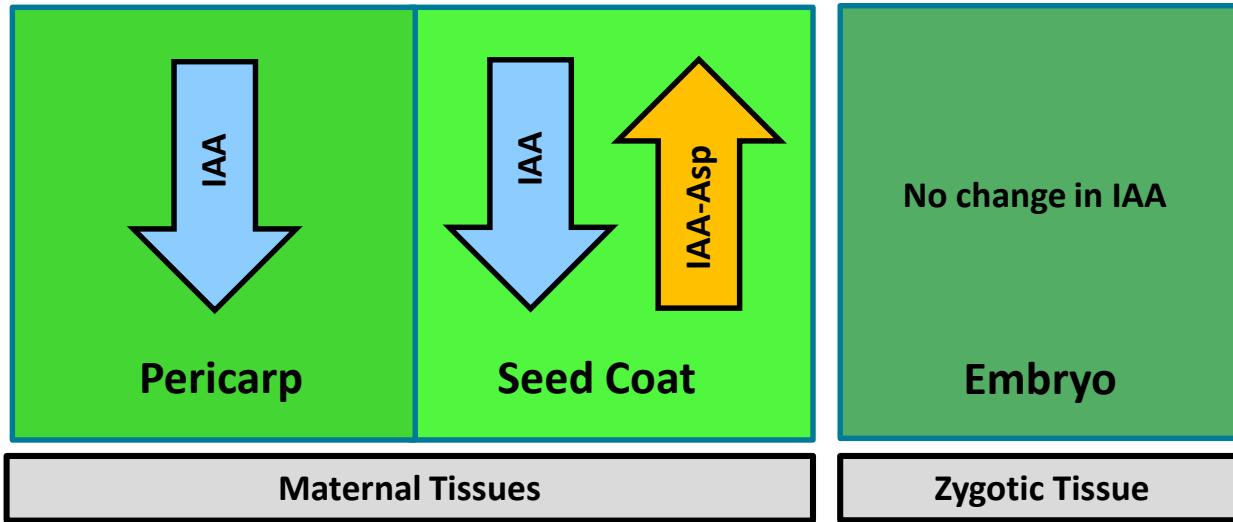 IAA
IAA
IAA-Asp
No change in IAA
Pericarp
Seed Coat
Embryo
Maternal Tissues
Zygotic Tissue